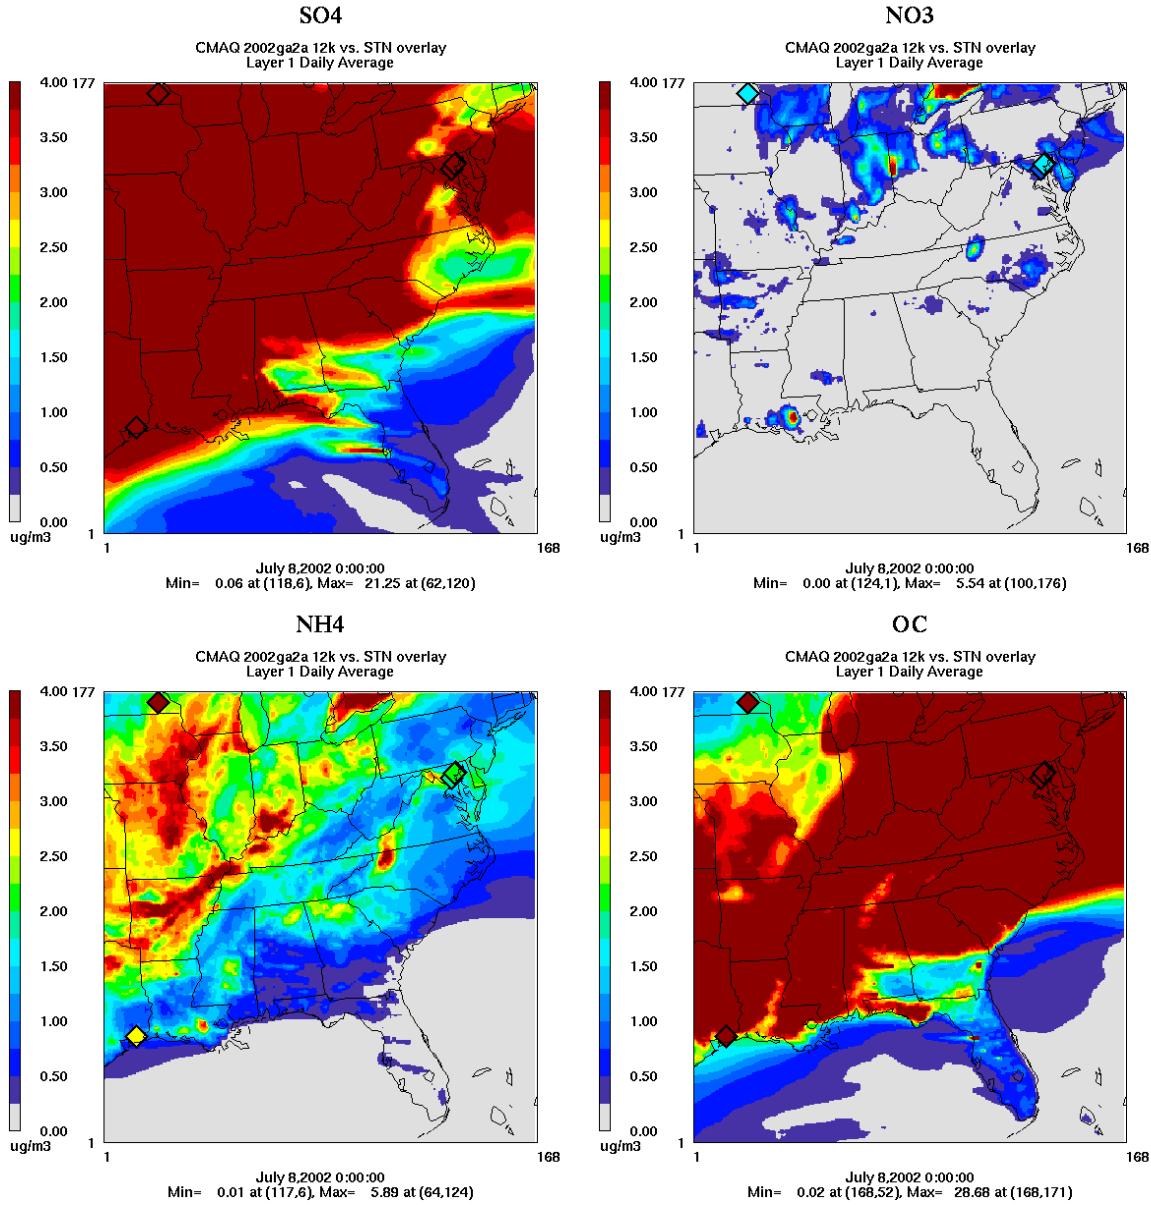 SO4
CMAQ 2002ga2a 12k vs. STN overlay
Layer 1 Daily Average
4.00 177
3.50
3.00
2.50
2.00
1.50
1.00
0.50
0.00
ug/m3
1
1 168
July 8,2002 0:00:00
Min= 0.06 at (118,6), Max= 21.25 at (62,120)
NO3
CMAQ 2002ga2a 12k vs. STN overlay
Layer 1 Daily Average
4.00 177
3.50
3.00
2.50
2.00
1.50
1.00
0.50
0.00
ug/m3
1
1 168
July 8,2002 0:00:00
Min= 0.00 at (124,1), Max= 5.54 at (100,176)
NH4
CMAQ 2002ga2a 12k vs. STN overlay
Layer 1 Daily Average
4.00 177
3.50
3.00
2.50
2.00
1.50
1.00
0.50
0.00
ug/m3
1
1 168
July 8,2002 0:00:00
Min= 0.01 at (117,6), Max= 5.89 at (64,124)
OC
CMAQ 2002ga2a 12k vs. STN overlay
Layer 1 Daily Average
4.00 177
3.50
3.00
2.50
2.00
1.50
1.00
0.50
0.00
ug/m3
1
1 168
July 8,2002 0:00:00
Min= 0.02 at (168,52), Max= 28.68 at (168,171)